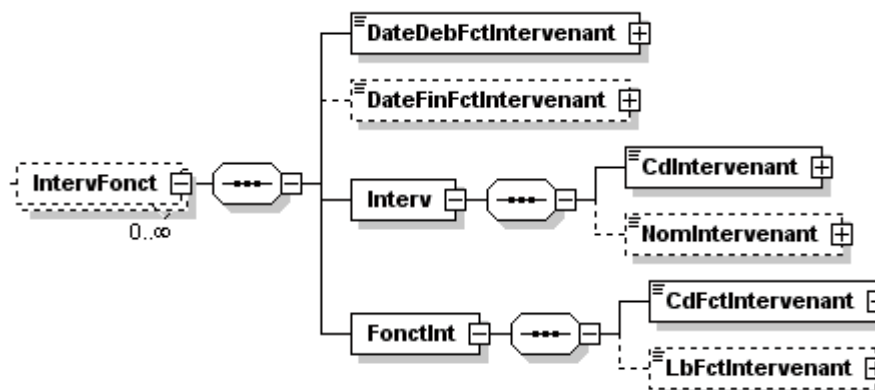 DateDebFctIntervenant
DateFinFctIntervenant
IntervFonct
0..∞
Interv
CdIntervenant
NomIntervenant
FonctInt
CdFctIntervenant
LbFctIntervenant